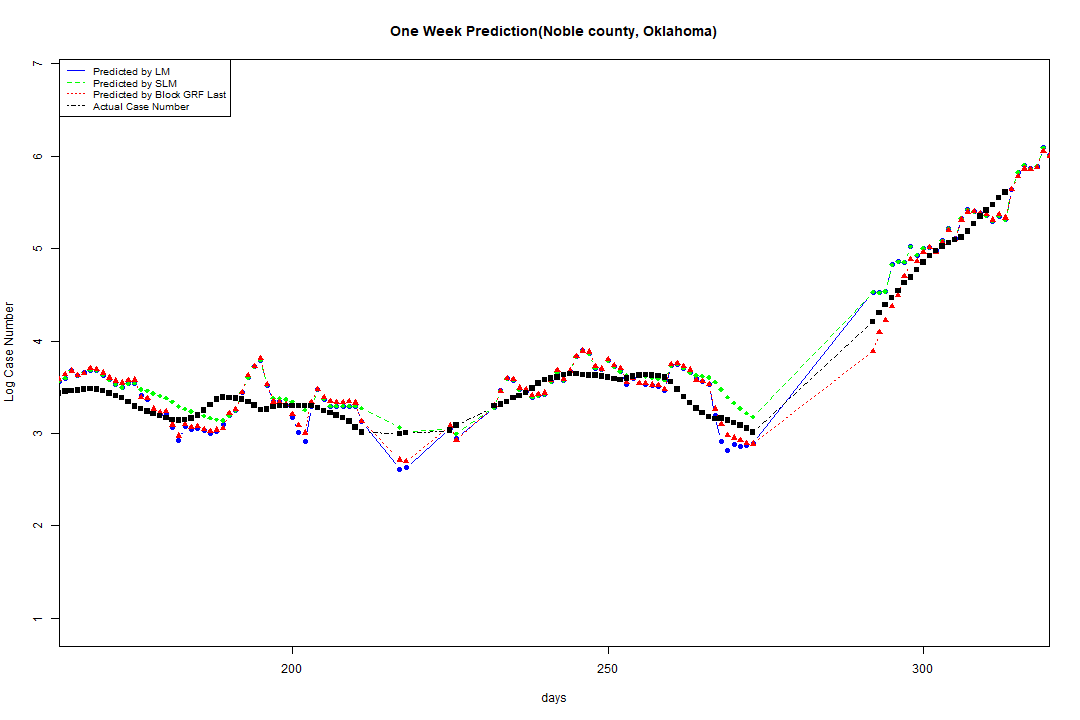 One Week Prediction(Noble county, Oklahoma)
Predicted by LM
Predicted by SLM
Predicted by Block GRF Last
Actual Case Number
7
6
5
4
3
2
1
Log Case Number
200
250
300
days